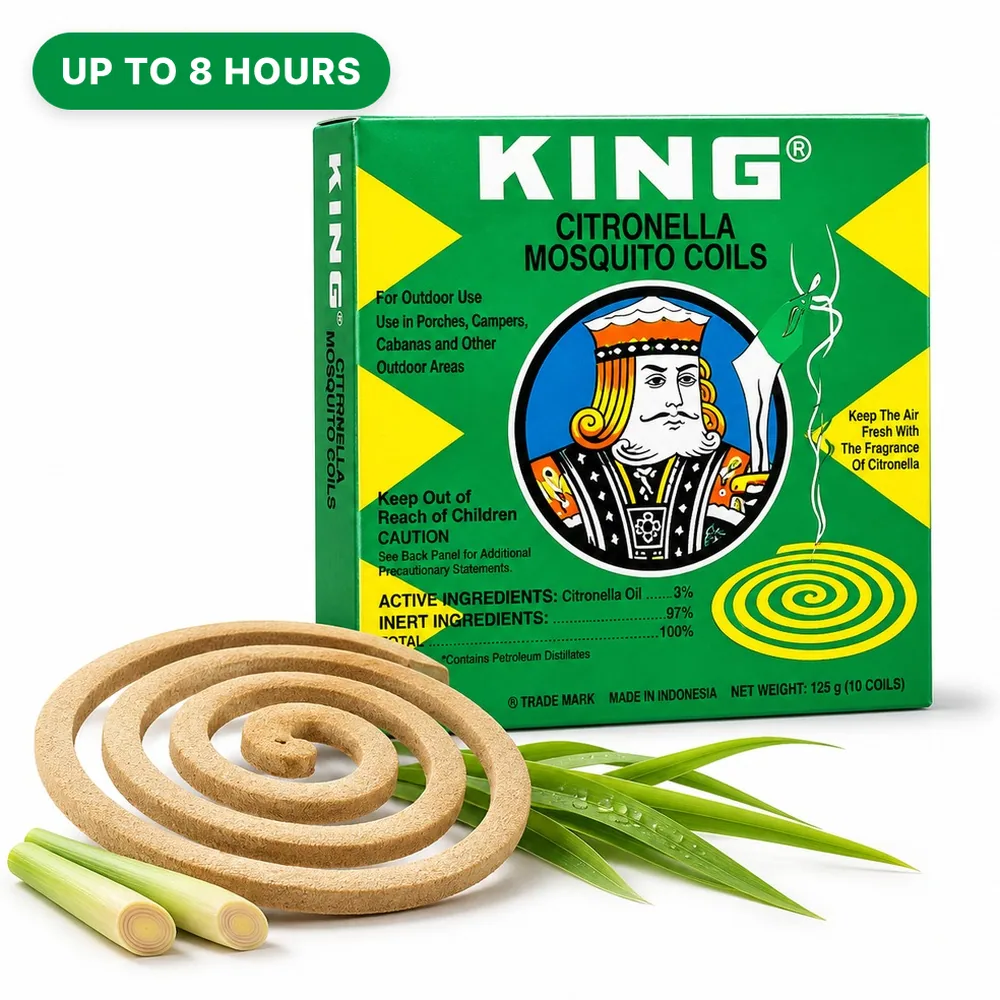 UP TO 8 HOURS
KING®
CITRONELLA
MOSQUITO COILS
For Outdoor Use
Use in Porches, Campers,
Cabanas and Other
Outdoor Areas
Keep The Air
Fresh With
The Fragrance
Of Citronella
Keep Out of
Reach of Children
CAUTION
See Back Panel for Additional
Precautionary Statements.
ACTIVE INGREDIENTS: Citronella Oil ...... 3%
INERT INGREDIENTS: ................ 97%
TOTAL ................................ 100%
*Contains Petroleum Distillates
® TRADE MARK MADE IN INDONESIA NET WEIGHT: 125 g (10 COILS)
KING®
CITRNELLA
MOSQUITO COILS